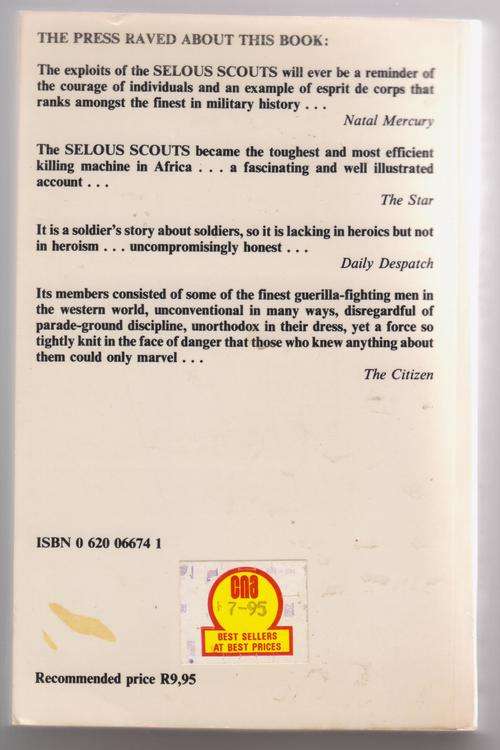 THE PRESS RAVED ABOUT THIS BOOK:
The exploits of the SELOUS SCOUTS will ever be a reminder of
the courage of individuals and an example of esprit de corps that
ranks amongst the finest in military history . . .
Natal Mercury
The SELOUS SCOUTS became the toughest and most efficient
killing machine in Africa . . . a fascinating and well illustrated
account . . .
The Star
It is a soldier's story about soldiers, so it is lacking in heroics but not
in heroism . . . uncompromisingly honest . . .
Daily Despatch
Its members consisted of some of the finest guerilla-fighting men in
the western world, unconventional in many ways, disregardful of
parade-ground discipline, unorthodox in their dress, yet a force so
tightly knit in the face of danger that those who knew anything about
them could only marvel . . .
The Citizen
ISBN 0 620 06674 1
cna
7-95
BEST SELLERS
AT BEST PRICES
Recommended price R9,95